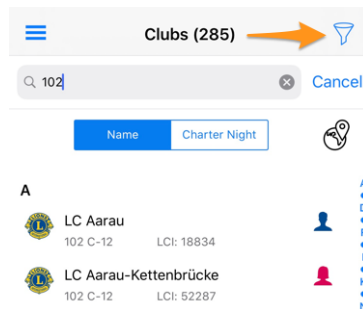 Clubs (285)
102
Cancel
Name
Charter Night
A
LC Aarau
102 C-12 LCI: 18834
LC Aarau-Kettenbrücke
102 C-12 LCI: 52287